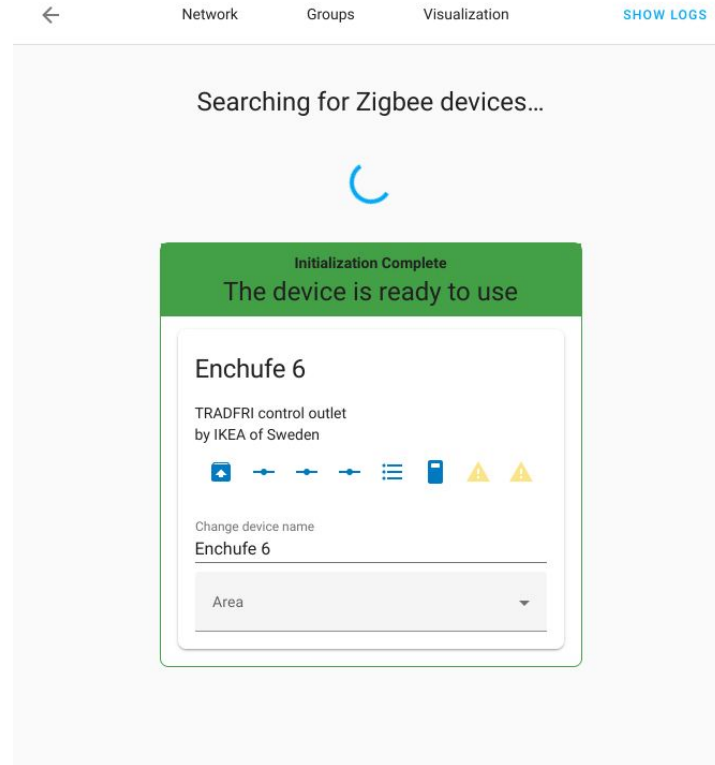 Network Groups Visualization SHOW LOGS
Searching for Zigbee devices…
Initialization Complete
The device is ready to use
Enchufe 6
TRADFRI control outlet
by IKEA of Sweden
Change device name
Enchufe 6
Area